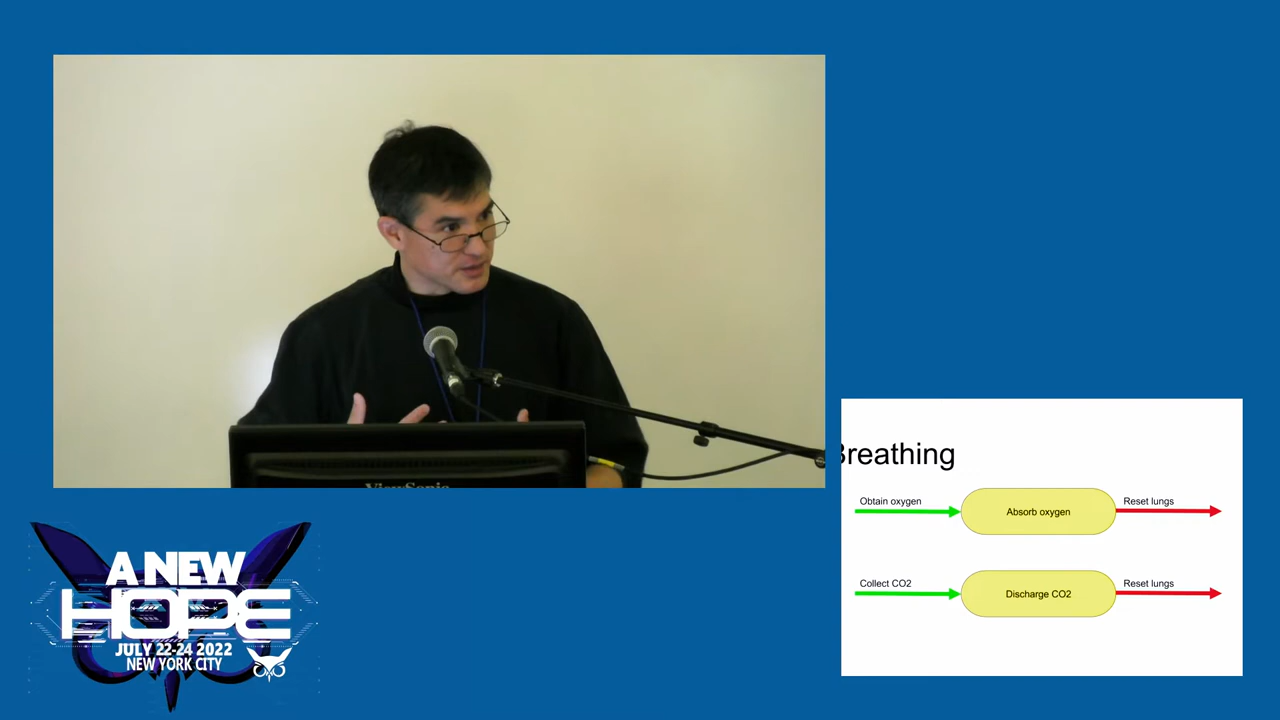 ViewSonic
Breathing
Obtain oxygen
Absorb oxygen
Reset lungs
Collect CO2
Discharge CO2
Reset lungs
A NEW
HOPE
JULY 22-24 2022
NEW YORK CITY